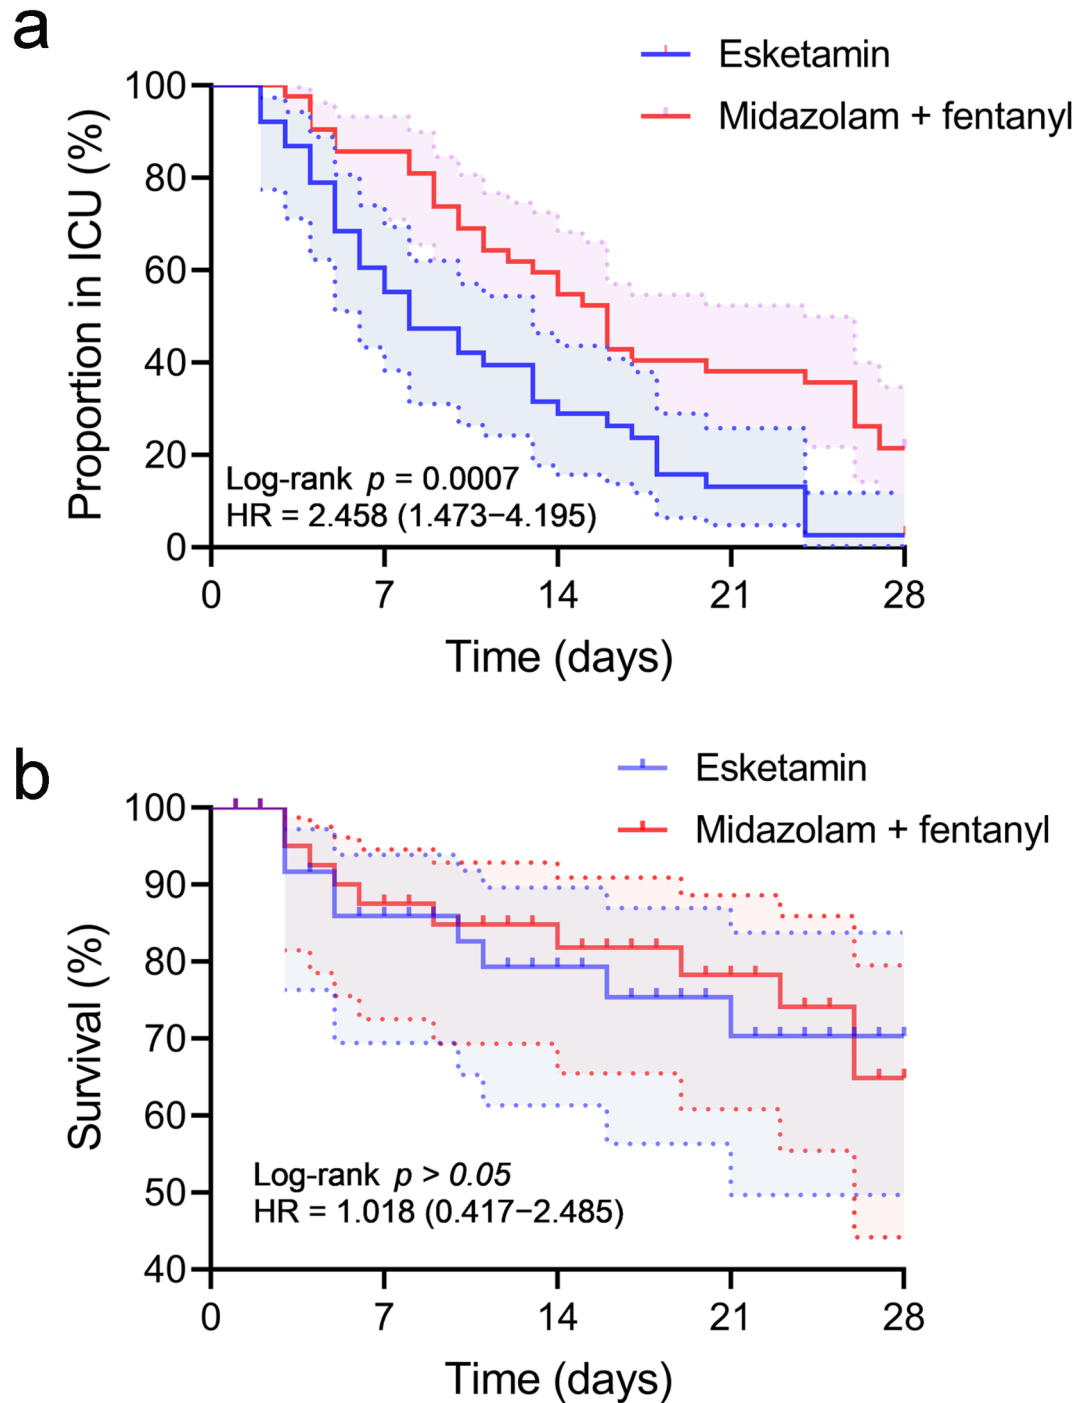 a
Esketamin
Midazolam + fentanyl
100
80
60
40
20
0
Proportion in ICU (%)
Log-rank p = 0.0007
HR = 2.458 (1.473−4.195)
0 7 14 21 28
Time (days)
b
Esketamin
Midazolam + fentanyl
100
90
80
70
60
50
40
Survival (%)
Log-rank p > 0.05
HR = 1.018 (0.417−2.485)
0 7 14 21 28
Time (days)